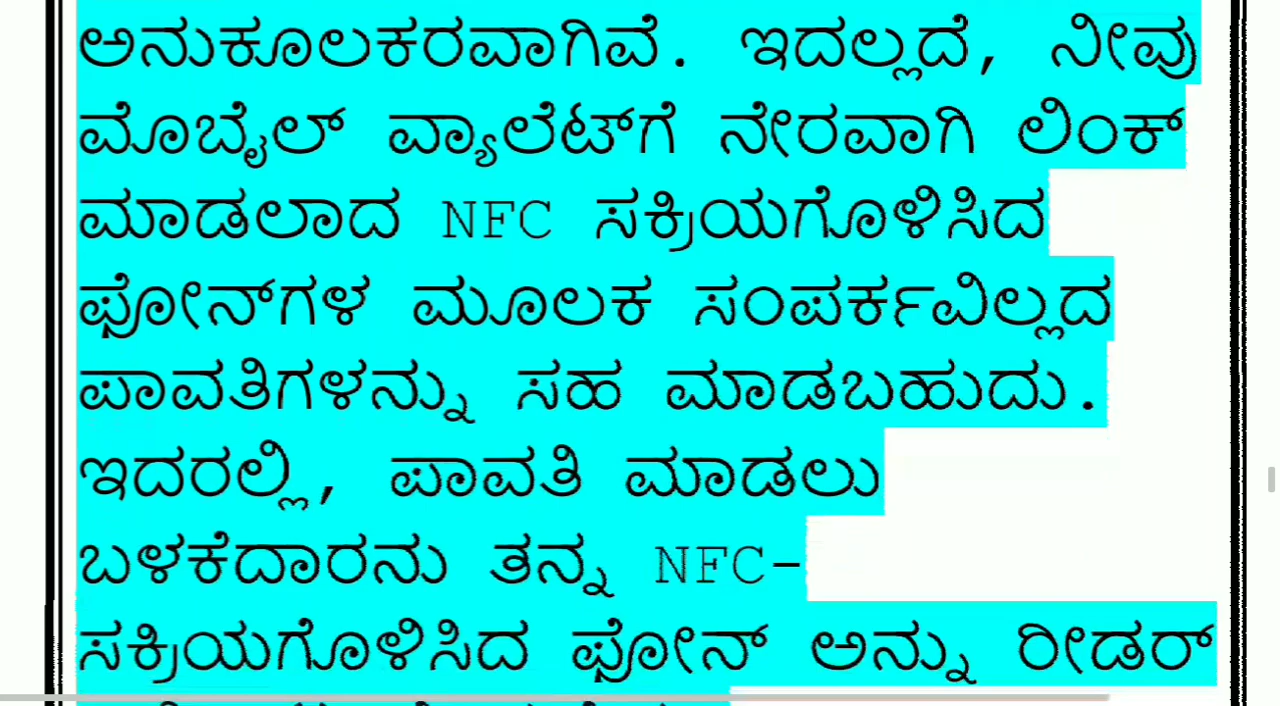 ಅನುಕೂಲಕರವಾಗಿವೆ. ಇದಲ್ಲದೆ, ನೀವು
ಮೊಬೈಲ್ ವ್ಯಾಲೆಟ್‌ಗೆ ನೇರವಾಗಿ ಲಿಂಕ್
ಮಾಡಲಾದ NFC ಸಕ್ರಿಯಗೊಳಿಸಿದ
ಫೋನ್‌ಗಳ ಮೂಲಕ ಸಂಪರ್ಕವಿಲ್ಲದ
ಪಾವತಿಗಳನ್ನು ಸಹ ಮಾಡಬಹುದು.
ಇದರಲ್ಲಿ, ಪಾವತಿ ಮಾಡಲು
ಬಳಕೆದಾರನು ತನ್ನ NFC-
ಸಕ್ರಿಯಗೊಳಿಸಿದ ಫೋನ್ ಅನ್ನು ರೀಡರ್